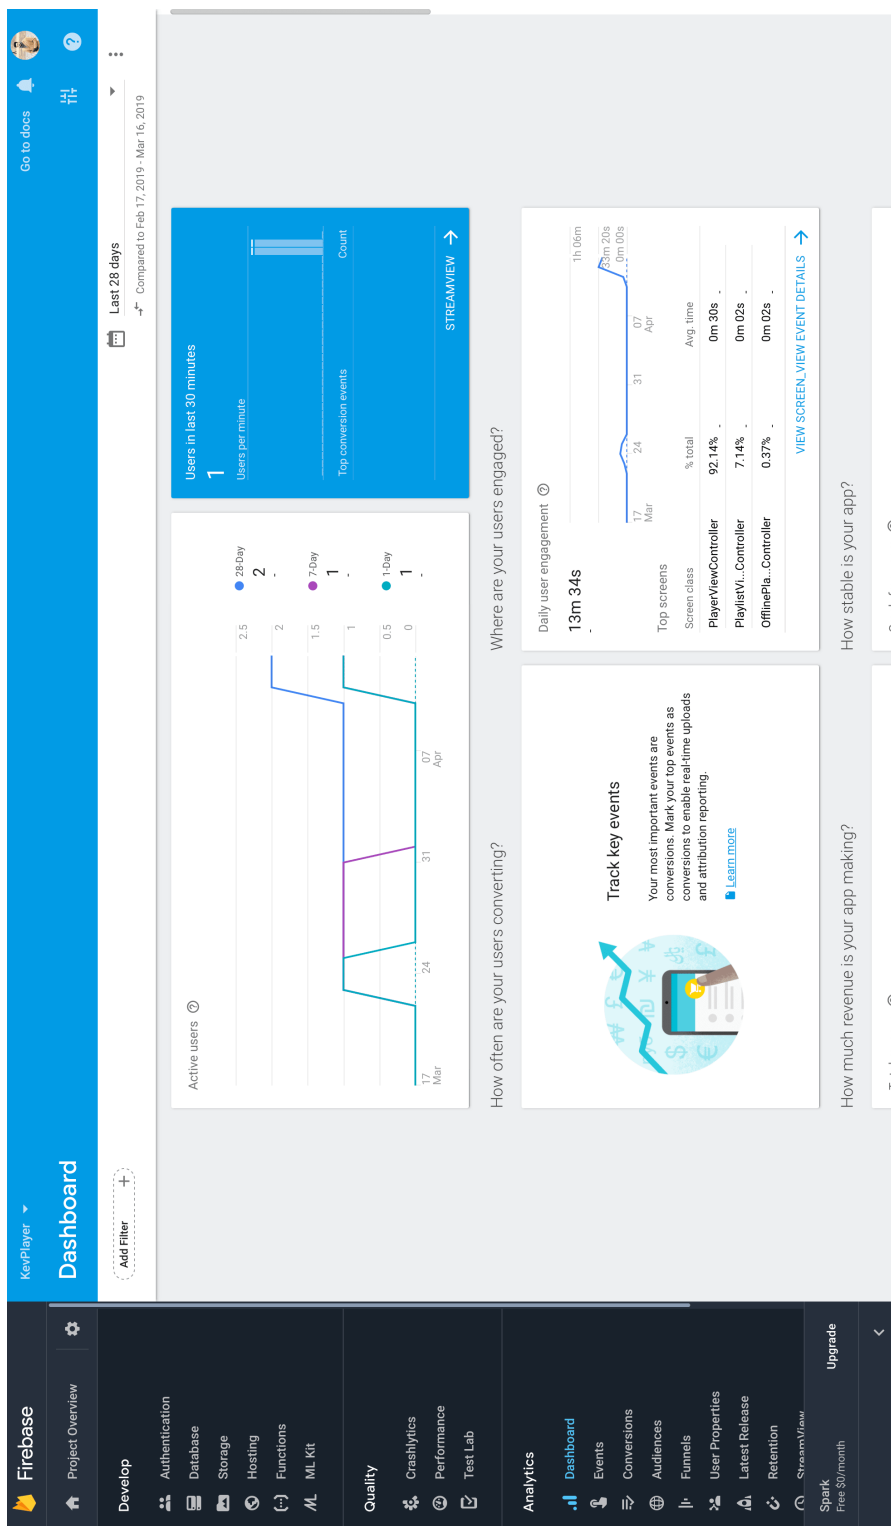 Firebase
Project Overview
Develop
Authentication
Database
Storage
Hosting
Functions
ML Kit
Quality
Crashlytics
Performance
Test Lab
Analytics
Dashboard
Events
Conversions
Audiences
Funnels
User Properties
Latest Release
Retention
StreamView
Spark
Free $0/month
Upgrade
KevPlayer
Go to docs
Dashboard
Add Filter +
Last 28 days
Compared to Feb 17, 2019 - Mar 16, 2019
Active users
2.5
2
1.5
1
0.5
0
17
Mar
24
31
07
Apr
28-Day
2
-
7-Day
1
-
1-Day
1
-
Users in last 30 minutes
1
Users per minute
Top conversion events Count
STREAMVIEW
How often are your users converting?
Track key events
Your most important events are
conversions. Mark your top events as
conversions to enable real-time uploads
and attribution reporting.
Learn more
Where are your users engaged?
Daily user engagement
13m 34s
-
1h 06m
33m 20s
0m 00s
17
Mar
24
31
07
Apr
Top screens
Screen class % total Avg. time
PlayerViewController 92.14% - 0m 30s -
PlaylistVi...Controller 7.14% - 0m 02s -
OfflinePla...Controller 0.37% - 0m 02s -
VIEW SCREEN_VIEW EVENT DETAILS
How much revenue is your app making?
How stable is your app?